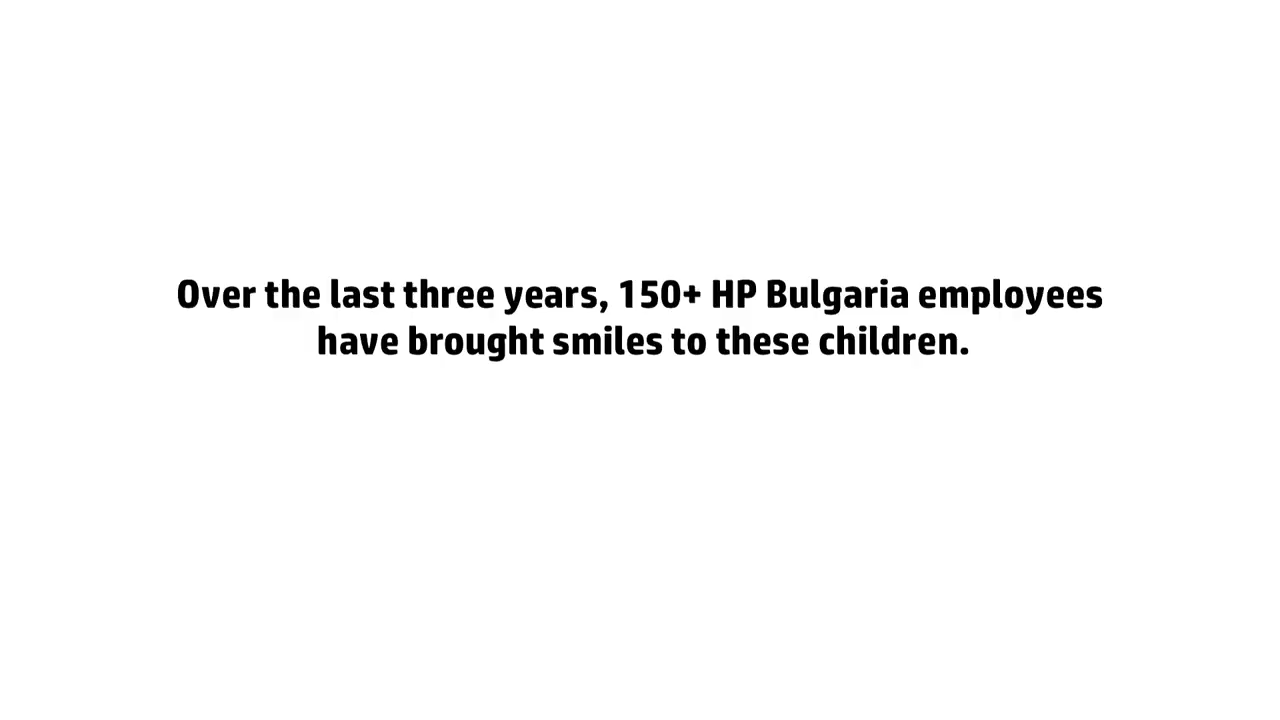 Over the last three years, 150+ HP Bulgaria employees
have brought smiles to these children.